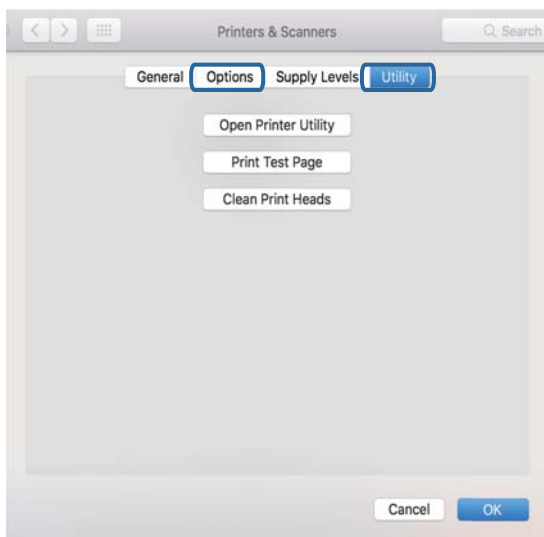 Printers & Scanners Search
General Options Supply Levels Utility
Open Printer Utility
Print Test Page
Clean Print Heads
Cancel OK